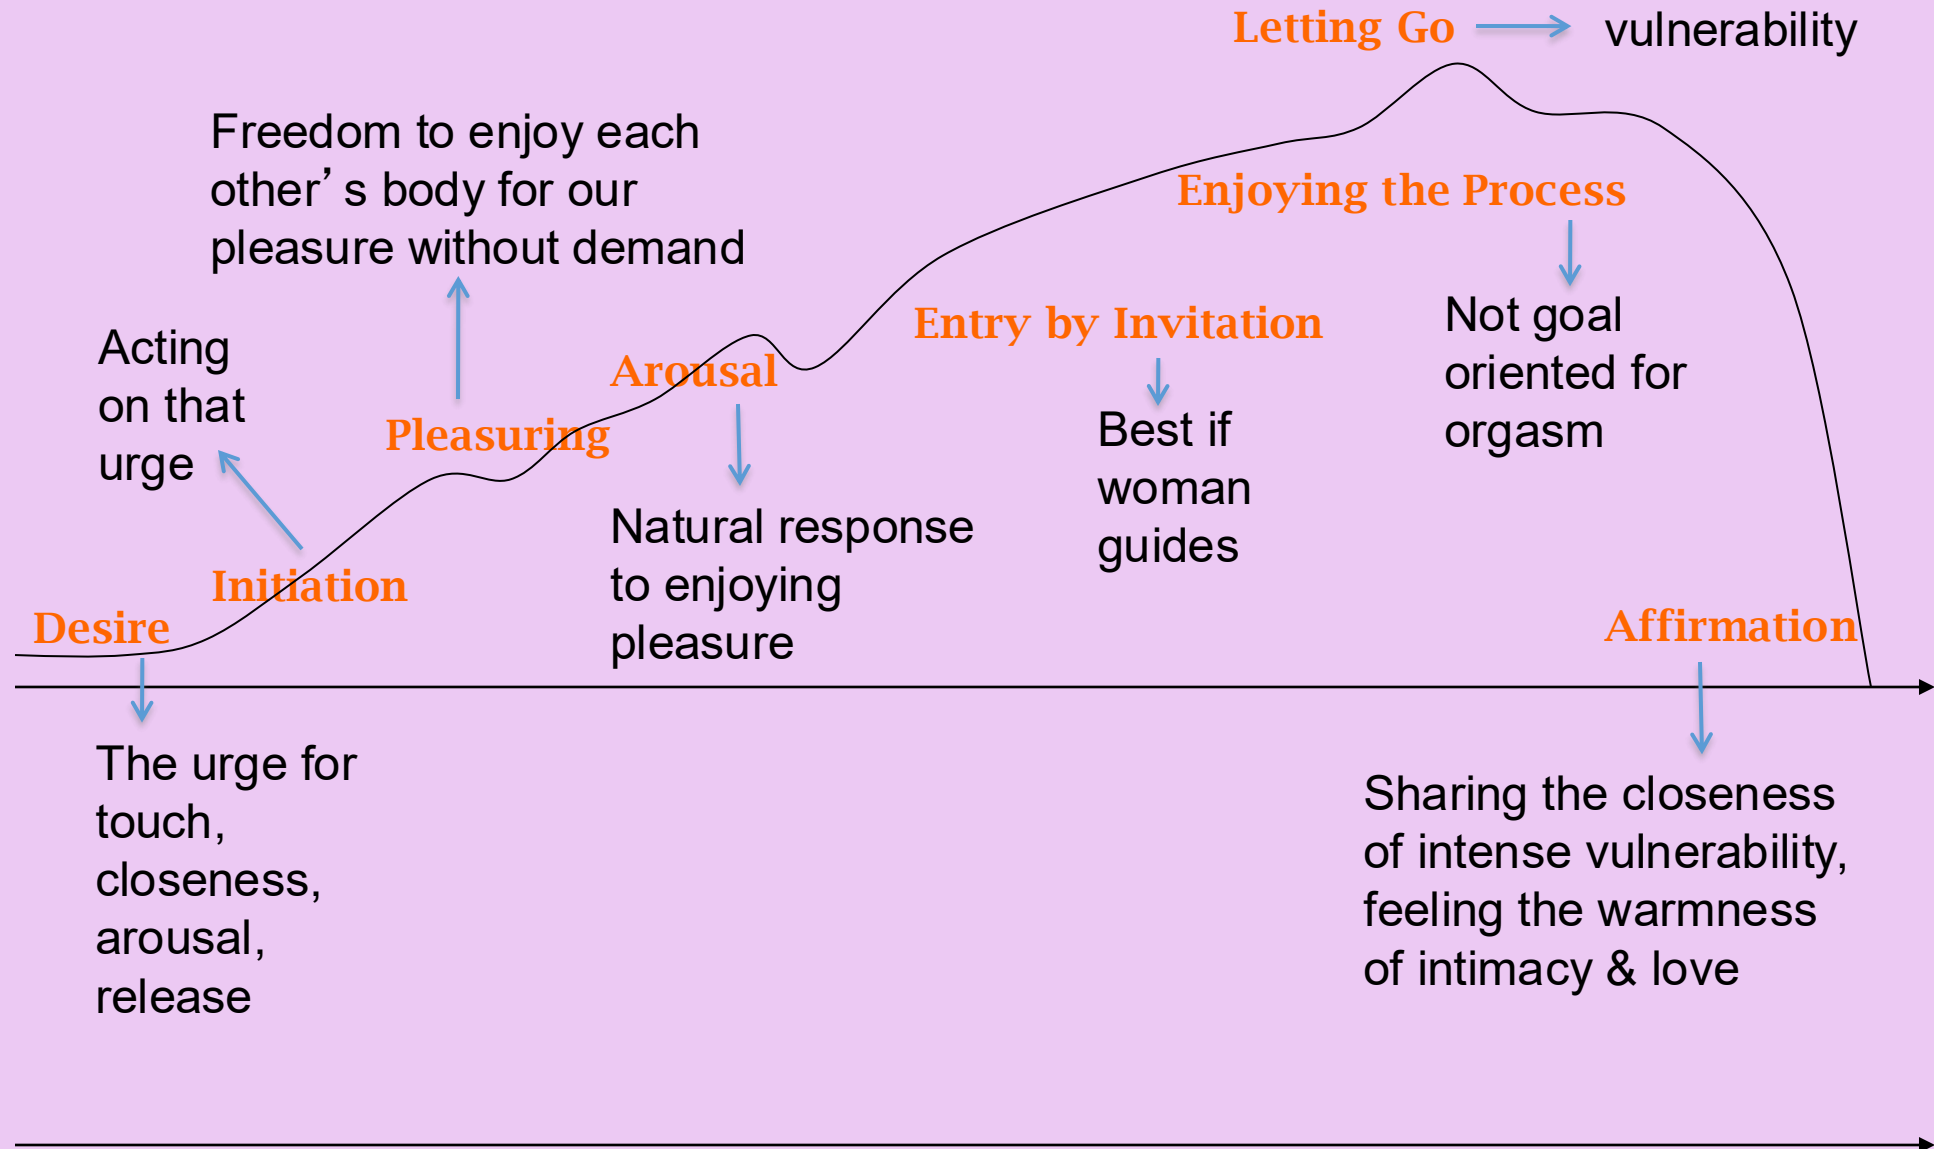 Letting Go
vulnerability
Freedom to enjoy each
other’s body for our
pleasure without demand
Enjoying the Process
Not goal
oriented for
orgasm
Entry by Invitation
Best if
woman
guides
Acting
on that
urge
Arousal
Natural response
to enjoying
pleasure
Pleasuring
Initiation
Desire
The urge for
touch,
closeness,
arousal,
release
Affirmation
Sharing the closeness
of intense vulnerability,
feeling the warmness
of intimacy & love